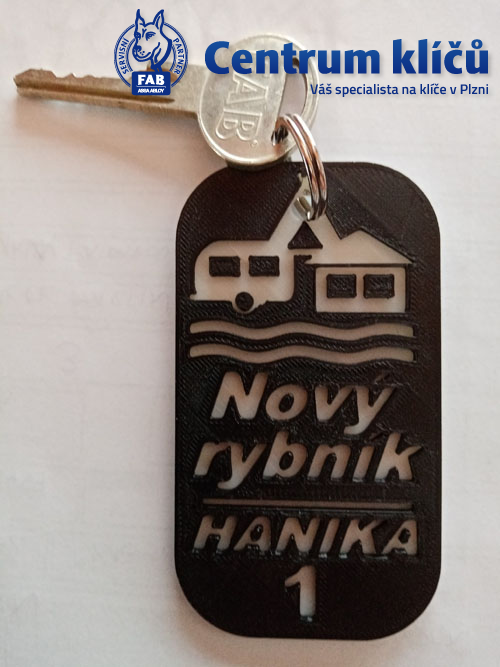 SERVISNÍ PARTNER
FAB
ASSA ABLOY
Centrum klíčů
Váš specialista na klíče v Plzni
FAB
Nový
rybník
HANIKA
1